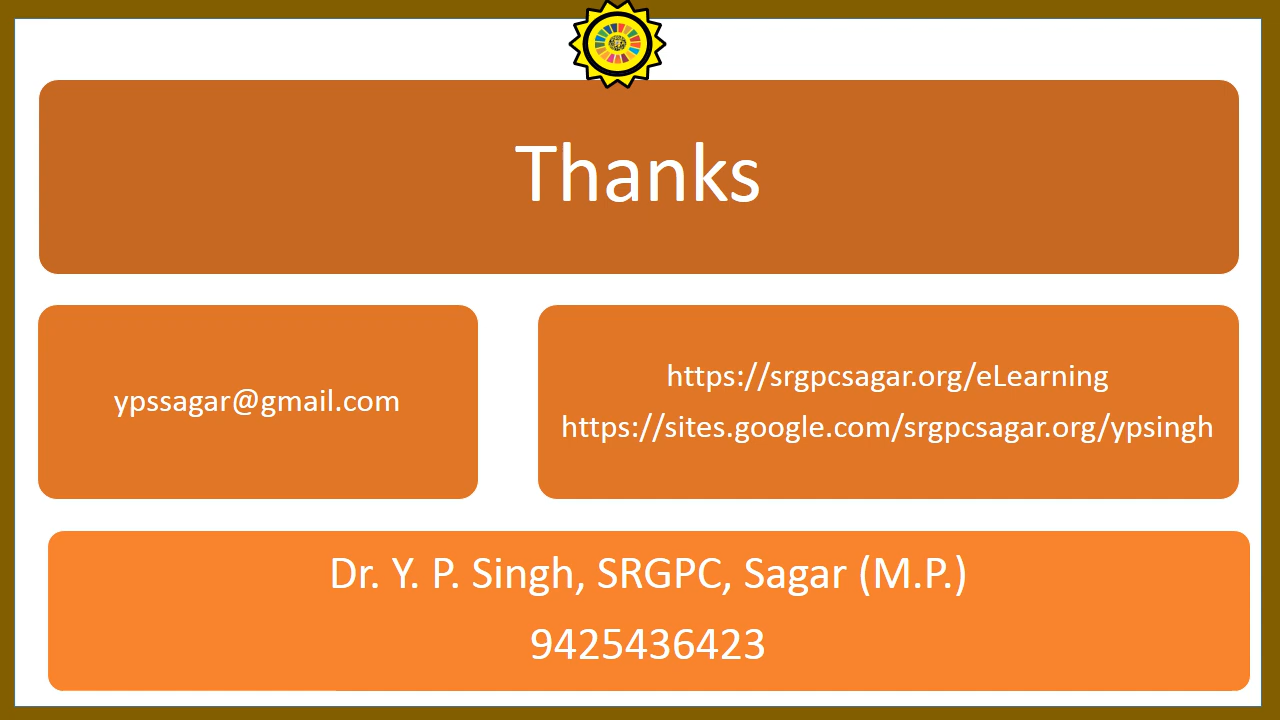 Thanks
ypssagar@gmail.com
https://srgpcsagar.org/eLearning
https://sites.google.com/srgpcsagar.org/ypsingh
Dr. Y. P. Singh, SRGPC, Sagar (M.P.)
9425436423